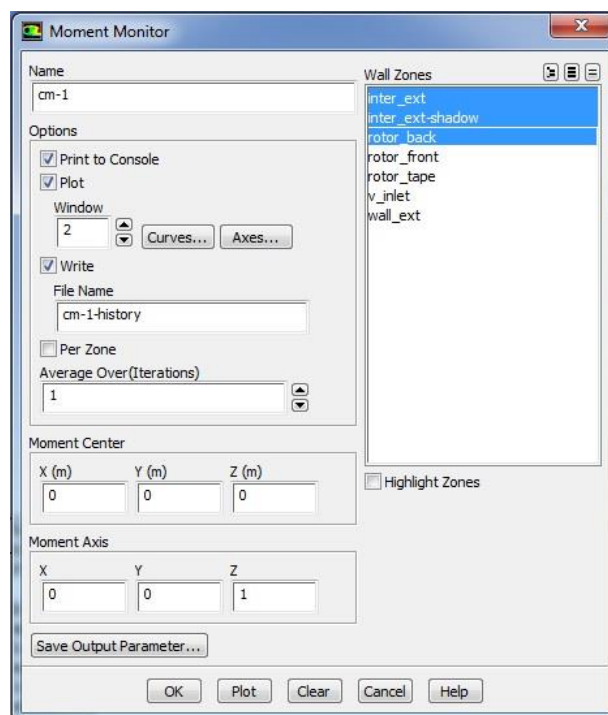 Moment Monitor
Name
cm-1
Options
Print to Console
Plot
Window
2
Curves... Axes...
Write
File Name
cm-1-history
Per Zone
Average Over(Iterations)
1
Moment Center
X (m) Y (m) Z (m)
0 0 0
Moment Axis
X Y Z
0 0 1
Save Output Parameter...
Wall Zones
inter_ext
inter_ext-shadow
rotor_back
rotor_front
rotor_tape
v_inlet
wall_ext
Highlight Zones
OK Plot Clear Cancel Help